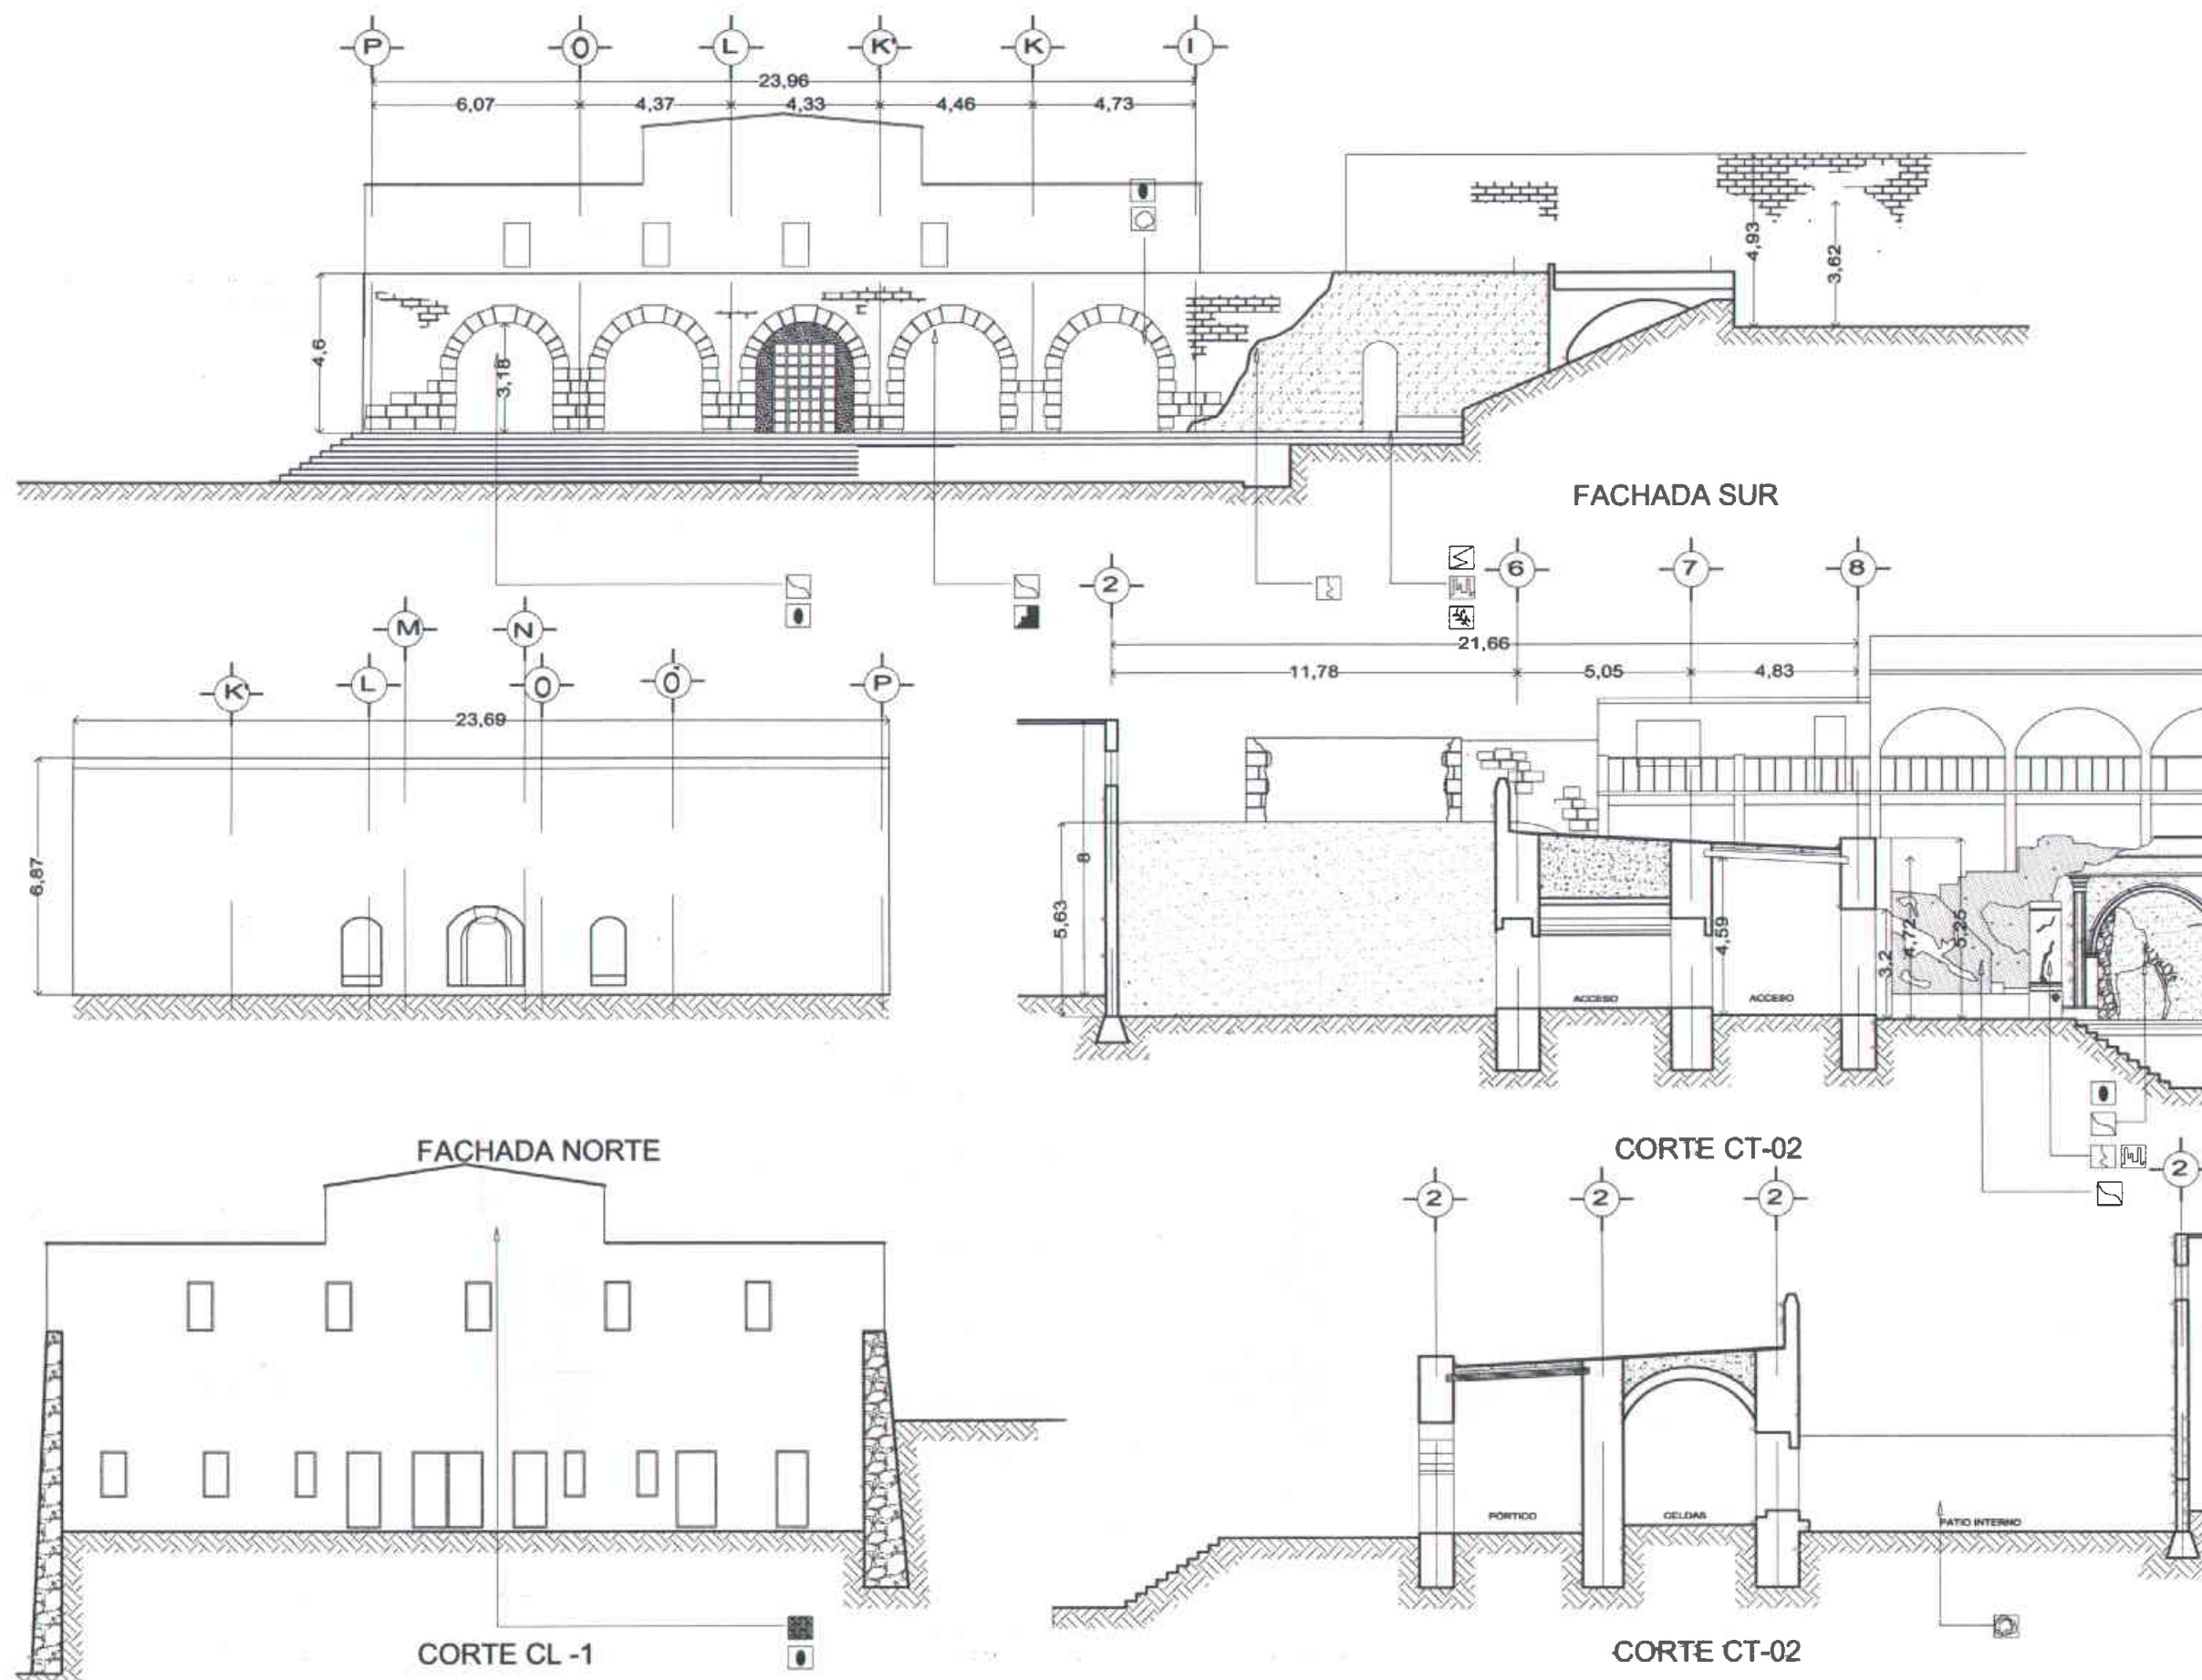 P O L K' K I
23,96
6,07 4,37 4,33 4,46 4,73
4,6
3,18
4,93
3,62
FACHADA SUR
2 6 7 8
21,66
11,78 5,05 4,83
M N
K' L O O' P
23,69
6,87
8
5,63
4,59
3,2
4,72
5,25
ACCESO ACCESO
FACHADA NORTE
CORTE CT-02
2 2 2 2
PÓRTICO CELDAS PATIO INTERNO
CORTE CL -1
CORTE CT-02